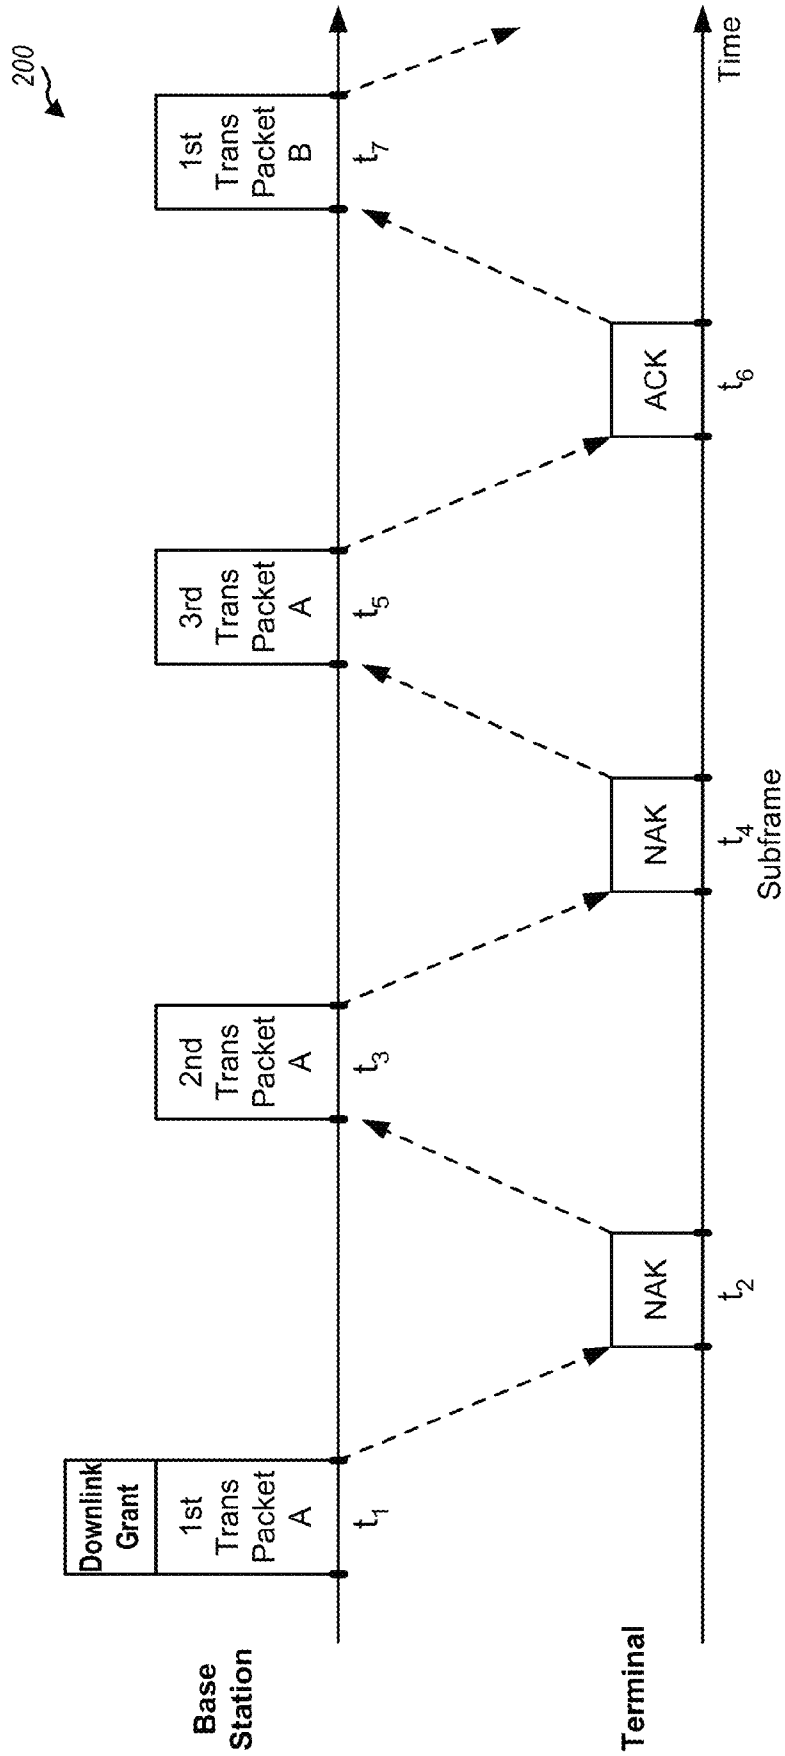 200
Base
Station
Downlink
Grant
1st
Trans
Packet
A
2nd
Trans
Packet
A
3rd
Trans
Packet
A
1st
Trans
Packet
B
t1
t3
t5
t7
Terminal
NAK
NAK
ACK
t2
t4
t6
Subframe
Time